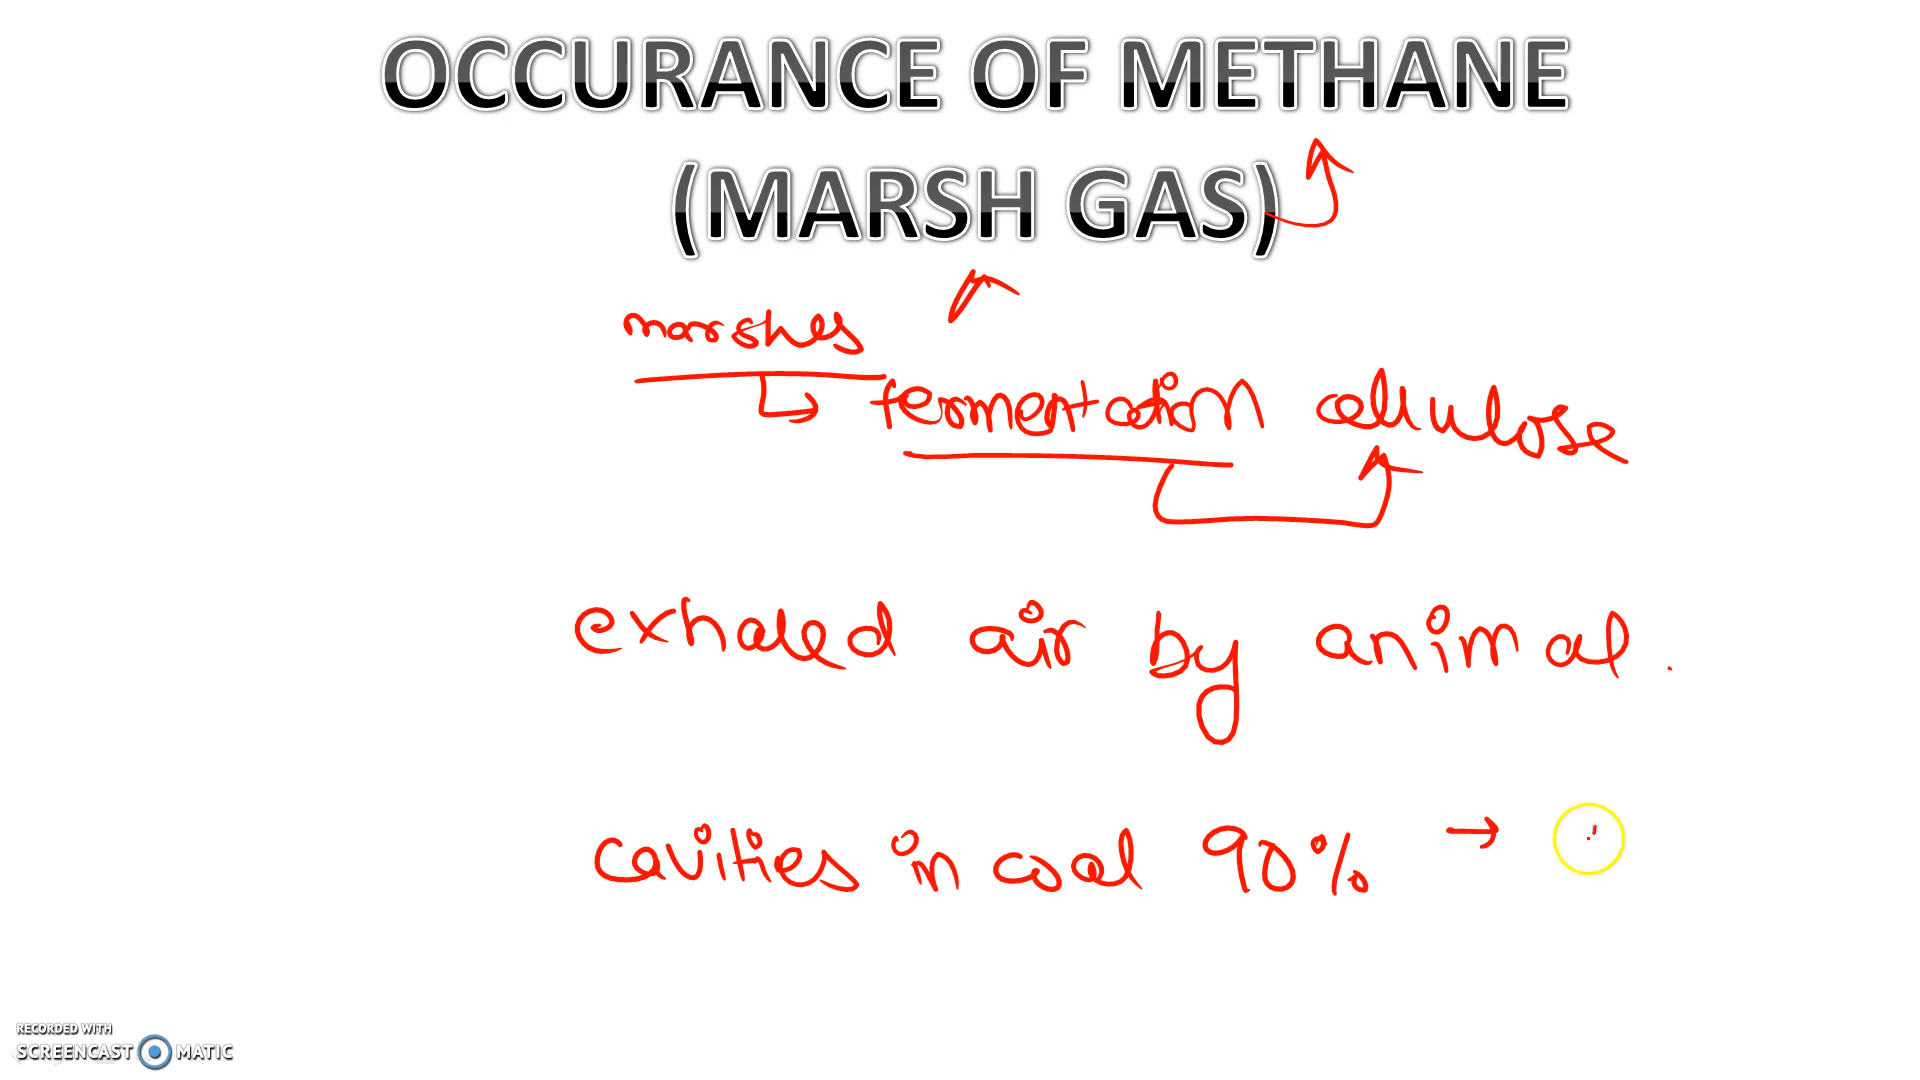 OCCURANCE OF METHANE
(MARSH GAS)
marshes
fermentation cellulose
exhaled air by animal.
cavities in coal 90% →
RECORDED WITH
SCREENCAST MATIC